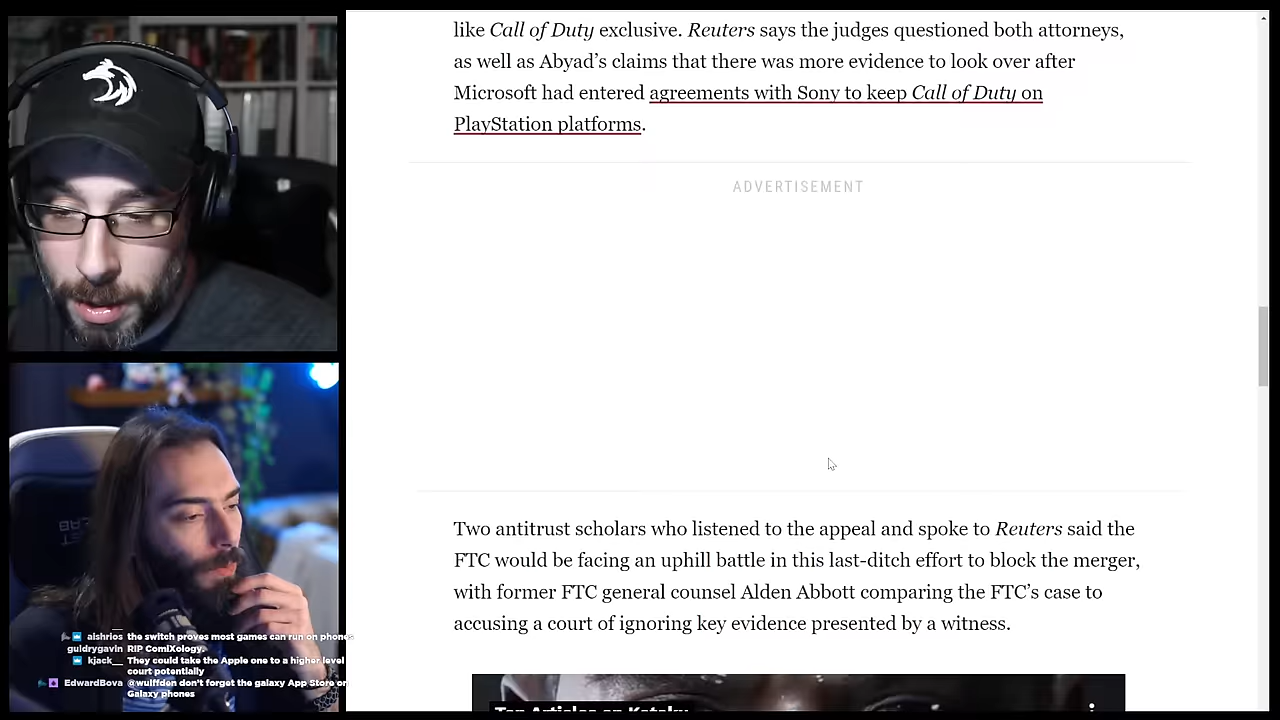 like Call of Duty exclusive. Reuters says the judges questioned both attorneys,
as well as Abyad’s claims that there was more evidence to look over after
Microsoft had entered agreements with Sony to keep Call of Duty on
PlayStation platforms.
ADVERTISEMENT
Two antitrust scholars who listened to the appeal and spoke to Reuters said the
FTC would be facing an uphill battle in this last-ditch effort to block the merger,
with former FTC general counsel Alden Abbott comparing the FTC’s case to
accusing a court of ignoring key evidence presented by a witness.
Top Articles on Kotaku
aishrios the switch proves most games can run on phones
guldrygavin RIP ComiXology.
kjack__ They could take the Apple one to a higher level
court potentially
EdwardBova @wulffden don’t forget the galaxy App Store on
Galaxy phones